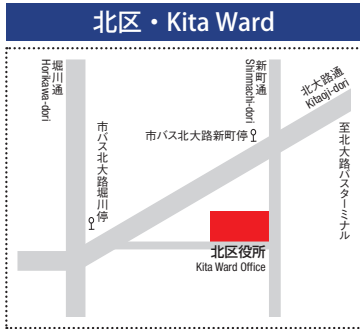 北区・Kita Ward
堀川通
Horikawa-dori
新町通
Shinmachi-dori
北大路通
Kitaoji-dori
市バス北大路新町停
市バス北大路堀川停
至北大路バスターミナル
北区役所
Kita Ward Office